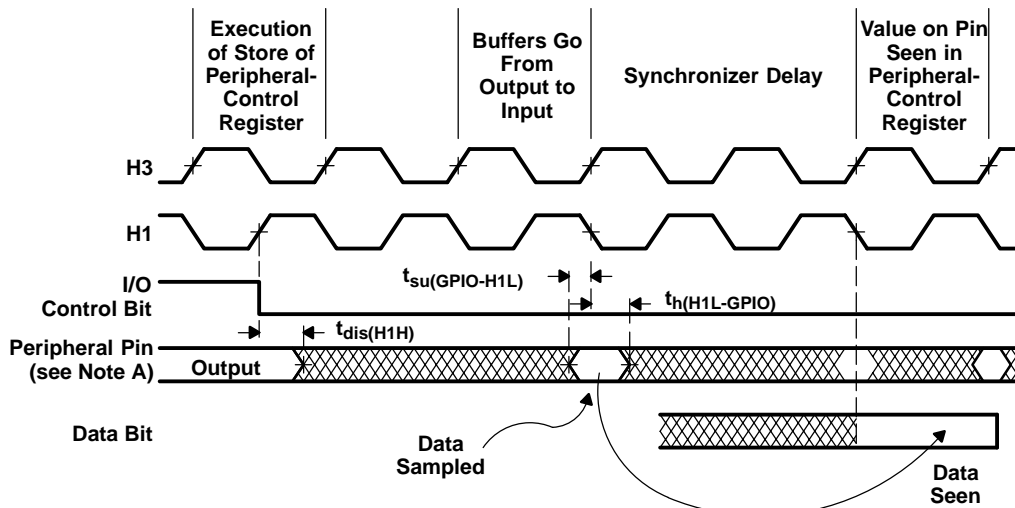 Execution
of Store of
Peripheral-
Control
Register
Buffers Go
From
Output to
Input
Synchronizer Delay
Value on Pin
Seen in
Peripheral-
Control
Register
H3
H1
I/O
Control Bit
tsu(GPIO-H1L)
th(H1L-GPIO)
tdis(H1H)
Peripheral Pin
(see Note A)
Output
Data Bit
Data
Sampled
Data
Seen